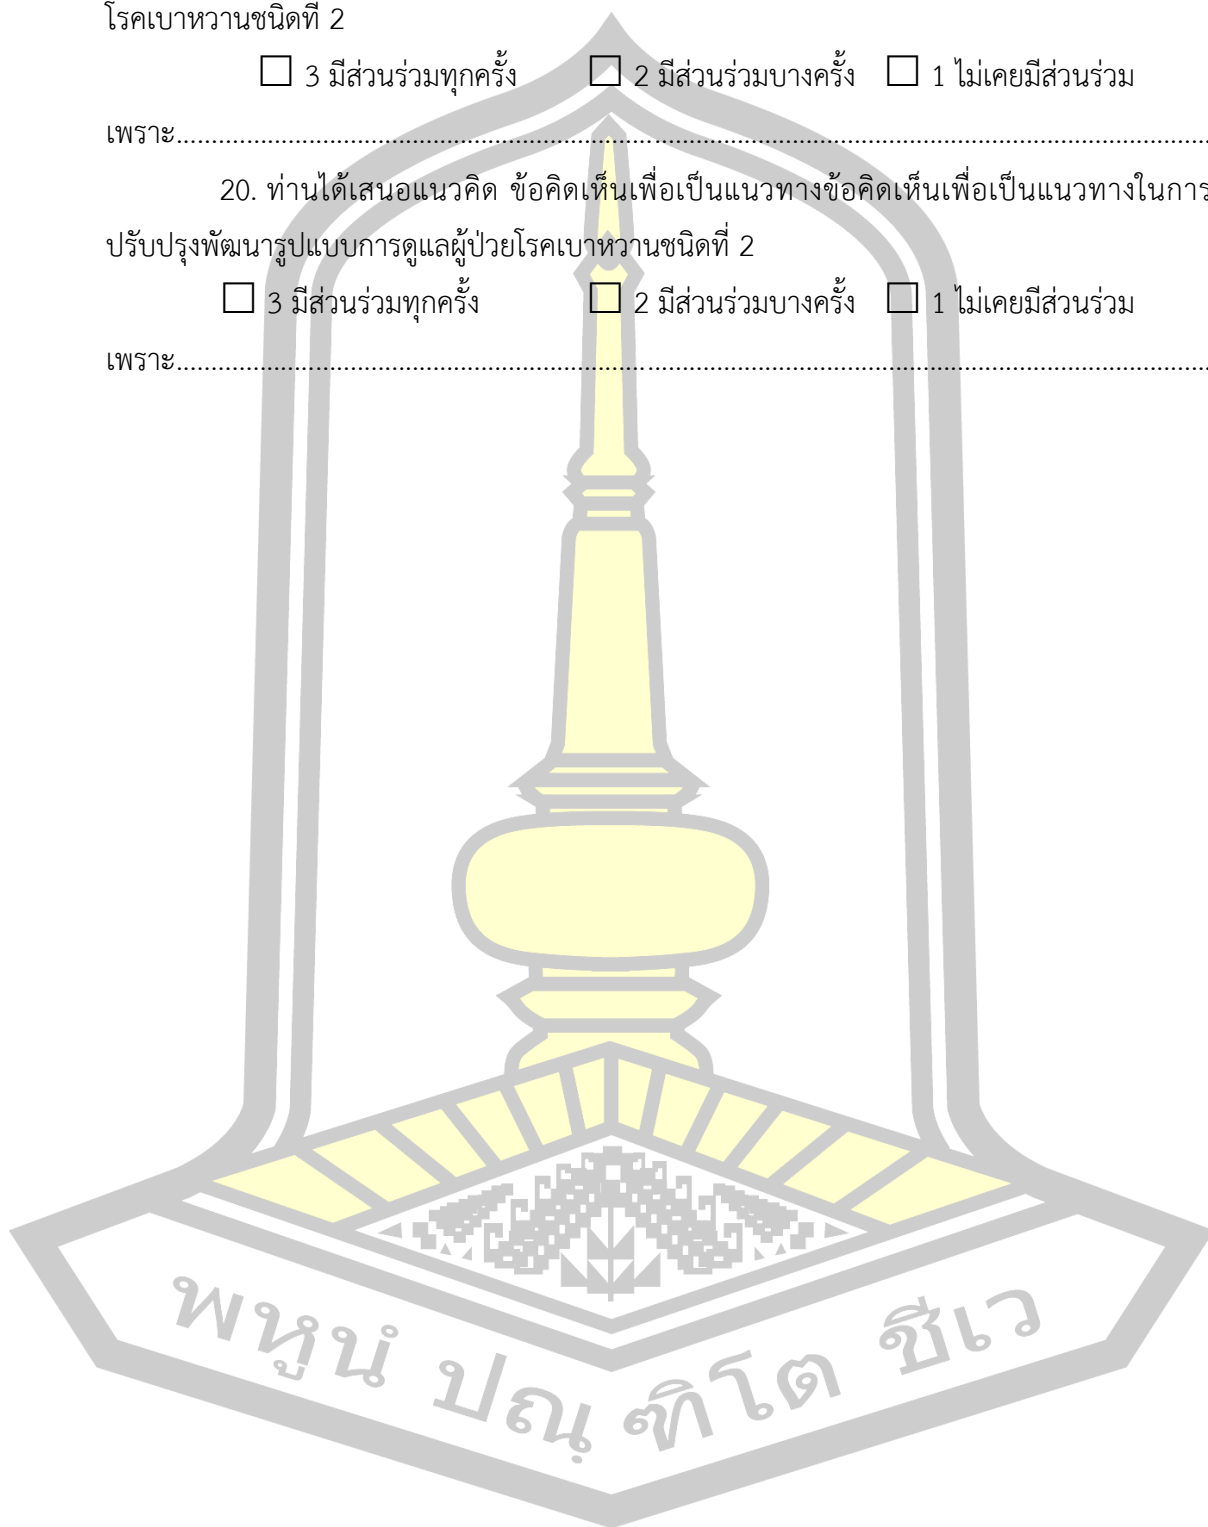 โรคเบาหวานชนิดที่ 2
☐ 3 มีส่วนร่วมทุกครั้ง ☐ 2 มีส่วนร่วมบางครั้ง ☐ 1 ไม่เคยมีส่วนร่วม
เพราะ....................................................................................................................................................
20. ท่านได้เสนอแนวคิด ข้อคิดเห็นเพื่อเป็นแนวทางข้อคิดเห็นเพื่อเป็นแนวทางในการ
ปรับปรุงพัฒนารูปแบบการดูแลผู้ป่วยโรคเบาหวานชนิดที่ 2
☐ 3 มีส่วนร่วมทุกครั้ง ☐ 2 มีส่วนร่วมบางครั้ง ☐ 1 ไม่เคยมีส่วนร่วม
เพราะ....................................................................................................................................................
พหูนํ ปณฺฑิโต ชีเว